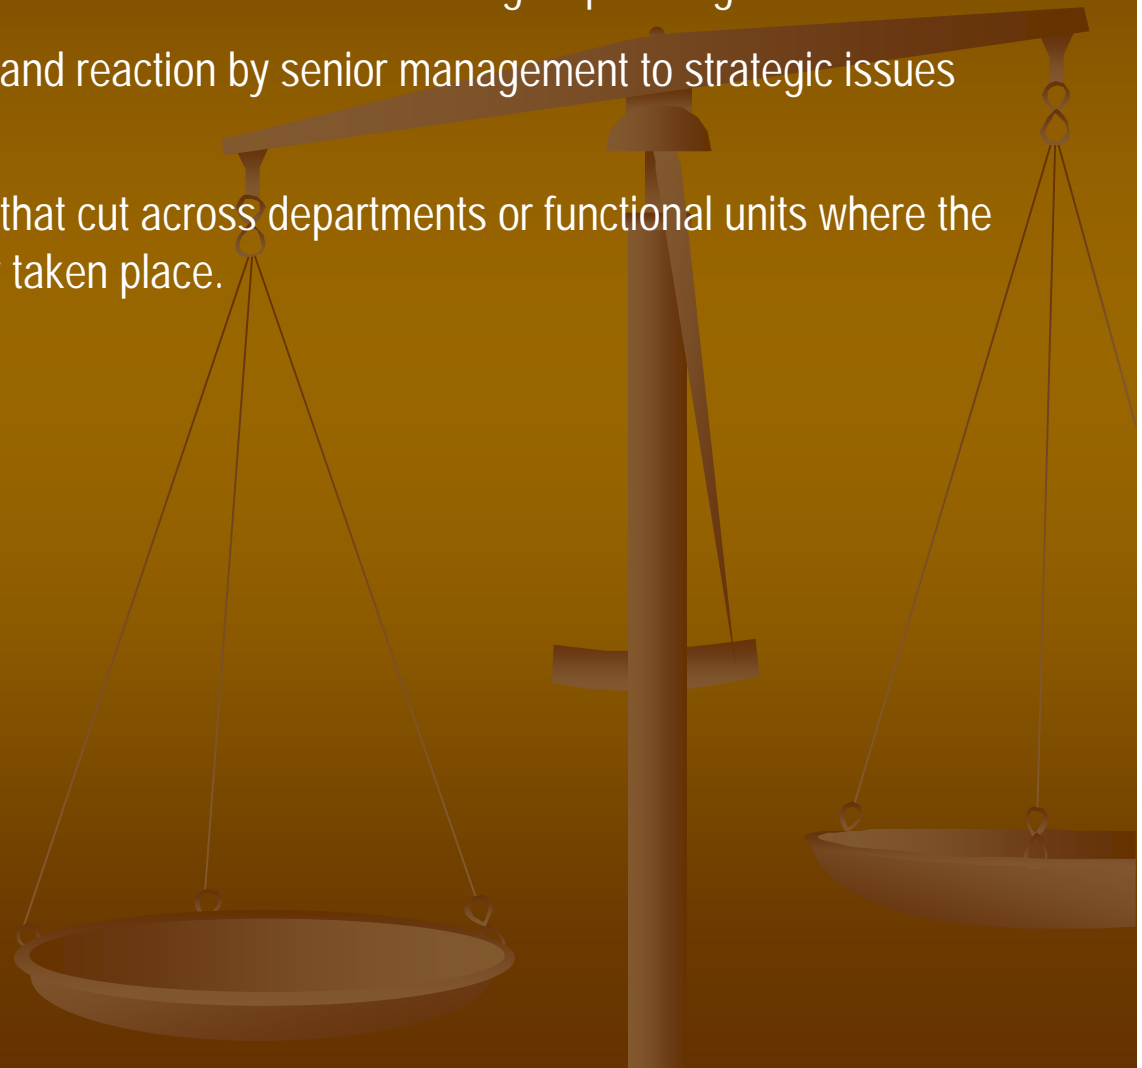 and reaction by senior management to strategic issues
that cut across departments or functional units where the
taken place.